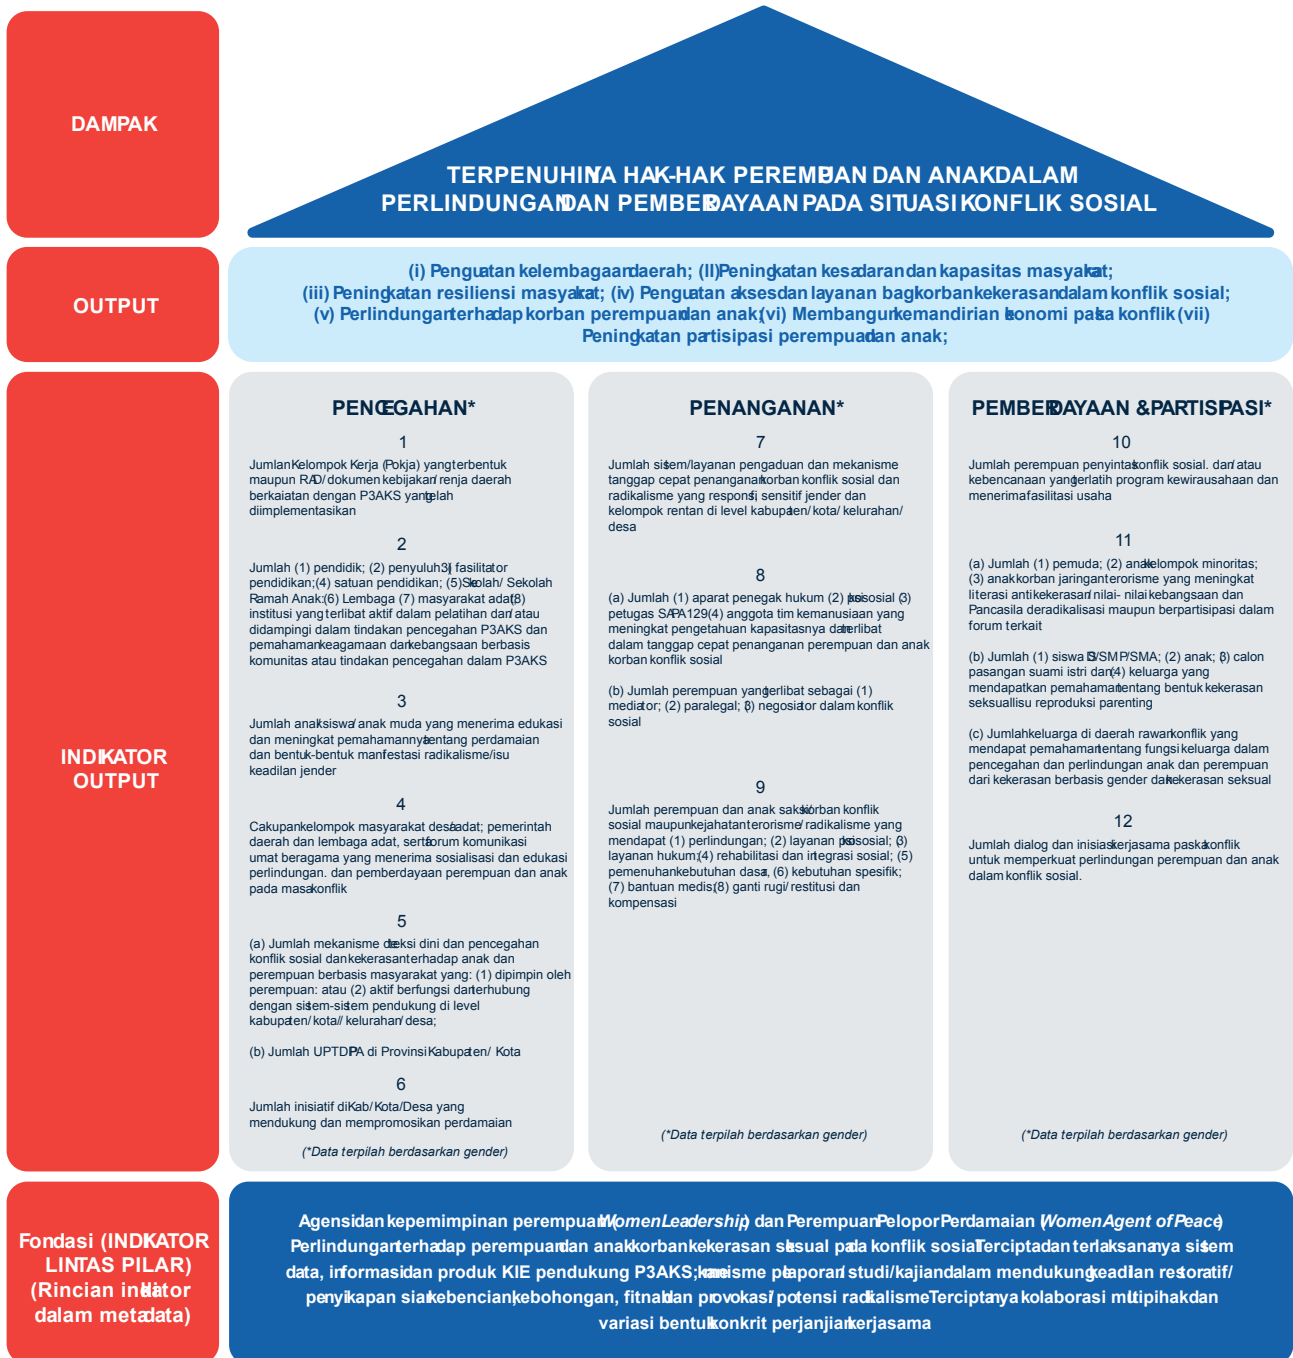 DAMPAK
TERPENUHINYA HAK-HAK PEREMPUAN DAN ANAK DALAM
PERLINDUNGAN DAN PEMBERDAYAAN PADA SITUASI KONFLIK SOSIAL
OUTPUT
(i) Penguatan kelembagaan daerah; (II) Peningkatan kesadaran dan kapasitas masyarakat;
(iii) Peningkatan resiliensi masyarakat; (iv) Penguatan akses dan layanan bagi korban kekerasan dalam konflik sosial;
(v) Perlindungan terhadap korban perempuan dan anak; (vi) Membangun kemandirian ekonomi paska konflik (vii)
Peningkatan partisipasi perempuan dan anak;
INDIKATOR
OUTPUT
PENCEGAHAN*
1
Jumlah Kelompok Kerja (Pokja) yang terbentuk
maupun RAD/ dokumen kebijakan/ renja daerah
berkaiatan dengan P3AKS yang telah
diimplementasikan
2
Jumlah (1) pendidik; (2) penyuluh; (3) fasilitator
pendidikan; (4) satuan pendidikan; (5) Sekolah/ Sekolah
Ramah Anak: (6) Lembaga (7) masyarakat adat; (8)
institusi yang terlibat aktif dalam pelatihan dan/ atau
didampingi dalam tindakan pencegahan P3AKS dan
pemahaman keagamaan dan kebangsaan berbasis
komunitas atau tindakan pencegahan dalam P3AKS
3
Jumlah anak/siswa/ anak muda yang menerima edukasi
dan meningkat pemahamannya tentang perdamaian
dan bentuk-bentuk manifestasi radikalisme/isu
keadilan jender
4
Cakupan kelompok masyarakat desa/adat; pemerintah
daerah dan lembaga adat, serta forum komunikasi
umat beragama yang menerima sosialisasi dan edukasi
perlindungan. dan pemberdayaan perempuan dan anak
pada masa konflik
5
(a) Jumlah mekanisme deteksi dini dan pencegahan
konflik sosial dan kekerasan terhadap anak dan
perempuan berbasis masyarakat yang: (1) dipimpin oleh
perempuan: atau (2) aktif berfungsi dan terhubung
dengan sistem-sistem pendukung di level
kabupaten/ kota// kelurahan/ desa;
(b) Jumlah UPTDPPA di Provinsi Kabupaten/ Kota
6
Jumlah inisiatif di Kab/ Kota/Desa yang
mendukung dan mempromosikan perdamaian
(*Data terpilah berdasarkan gender)
PENANGANAN*
7
Jumlah sistem/layanan pengaduan dan mekanisme
tanggap cepat penanganan korban konflik sosial dan
radikalisme yang responsif, sensitif jender dan
kelompok rentan di level kabupaten/ kota/ kelurahan/
desa
8
(a) Jumlah (1) aparat penegak hukum (2) psikososial (3)
petugas SAPA129 (4) anggota tim kemanusiaan yang
meningkat pengetahuan kapasitasnya dan terlibat
dalam tanggap cepat penanganan perempuan dan anak
korban konflik sosial
(b) Jumlah perempuan yang terlibat sebagai (1)
mediator; (2) paralegal; (3) negosiator dalam konflik
sosial
9
Jumlah perempuan dan anak saksi/korban konflik
sosial maupun kejahatan terorisme/ radikalisme yang
mendapat (1) perlindungan; (2) layanan psikososial; (3)
layanan hukum; (4) rehabilitasi dan integrasi sosial; (5)
pemenuhan kebutuhan dasar, (6) kebutuhan spesifik;
(7) bantuan medis; (8) ganti rugi/ restitusi dan
kompensasi
(*Data terpilah berdasarkan gender)
PEMBERDAYAAN & PARTISIPASI*
10
Jumlah perempuan penyintas konflik sosial. dan/ atau
kebencanaan yang terlatih program kewirausahaan dan
menerima fasilitasi usaha
11
(a) Jumlah (1) pemuda; (2) anak kelompok minoritas;
(3) anak korban jaringan terorisme yang meningkat
literasi antikekerasan/ nilai- nilai kebangsaan dan
Pancasila deradikalisasi maupun berpartisipasi dalam
forum terkait
(b) Jumlah (1) siswa SD/SMP/SMA; (2) anak; (3) calon
pasangan suami istri dan (4) keluarga yang
mendapatkan pemahaman tentang bentuk kekerasan
seksuallisu reproduksi parenting
(c) Jumlah keluarga di daerah rawan konflik yang
mendapat pemahaman tentang fungsi keluarga dalam
pencegahan dan perlindungan anak dan perempuan
dari kekerasan berbasis gender dan kekerasan seksual
12
Jumlah dialog dan inisiasi kerjasama paska konflik
untuk memperkuat perlindungan perempuan dan anak
dalam konflik sosial.
(*Data terpilah berdasarkan gender)
Fondasi (INDIKATOR
LINTAS PILAR)
(Rincian indikator
dalam meta data)
Agensi dan kepemimpinan perempuan (Women Leadership) dan Perempuan Pelopor Perdamaian (Women Agent of Peace)
Perlindungan terhadap perempuan dan anak korban kekerasan seksual pada konflik sosial Terciptadan terlaksananya sistem
data, informasi dan produk KIE pendukung P3AKS; mekanisme pelaporan/ studi/kajian dalam mendukung keadilan restoratif/
penyikapan siar kebencian, kebohongan, fitnah dan provokasi/ potensi radikalisme Terciptanya kolaborasi multipihak dan
variasi bentuk konkrit perjanjian kerjasama